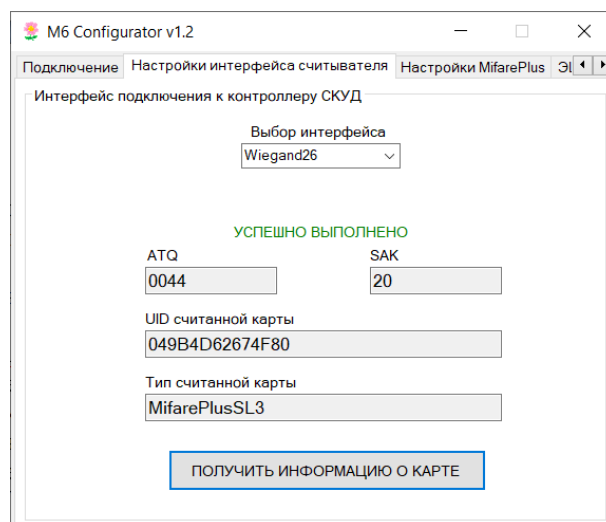 M6 Configurator v1.2
Подключение Настройки интерфейса считывателя Настройки MifarePlus
Интерфейс подключения к контроллеру СКУД
Выбор интерфейса
Wiegand26
УСПЕШНО ВЫПОЛНЕНО
ATQ SAK
0044 20
UID считанной карты
049B4D62674F80
Тип считанной карты
MifarePlusSL3
ПОЛУЧИТЬ ИНФОРМАЦИЮ О КАРТЕ